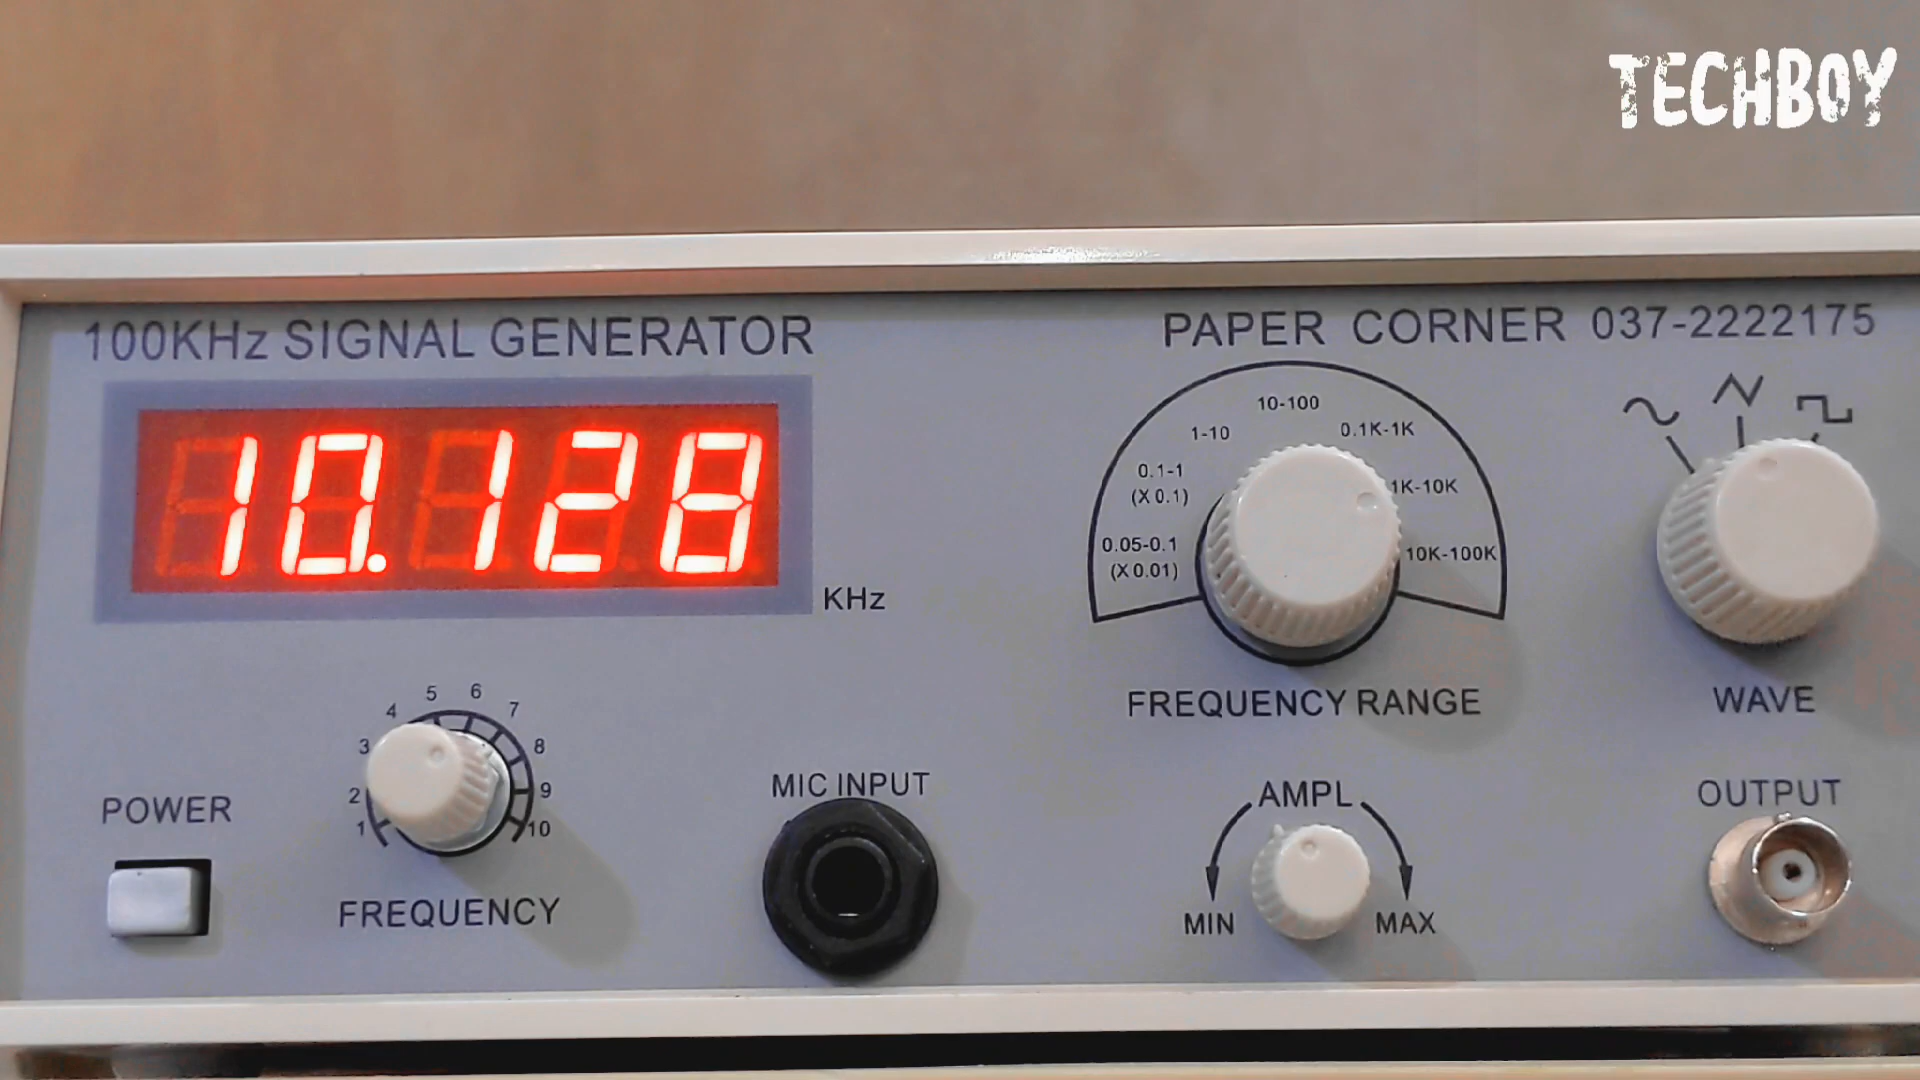 TECHBOY
100KHz SIGNAL GENERATOR
PAPER CORNER 037-2222175
10.128
KHz
10-100
1-10
0.1K-1K
0.1-1
(X 0.1)
1K-10K
0.05-0.1
(X 0.01)
10K-100K
FREQUENCY RANGE
WAVE
1
2
3
4
5
6
7
8
9
10
FREQUENCY
POWER
MIC INPUT
AMPL
MIN
MAX
OUTPUT